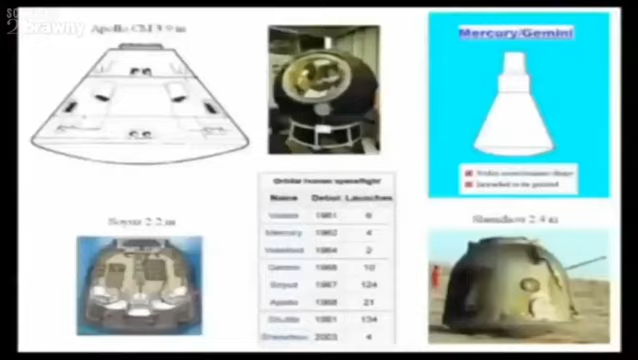 brawny
Apollo CM 3.9 m
Mercury/Gemini
Soyuz 2.2 m
Orbital human spaceflight
Name Debut Launches
Vostok 1961 6
Mercury 1962 4
Voskhod 1964 2
Gemini 1965 10
Soyuz 1967 124
Apollo 1968 21
Shuttle 1981 134
Shenzhou 2003 4
Shenzhou 2.4 m